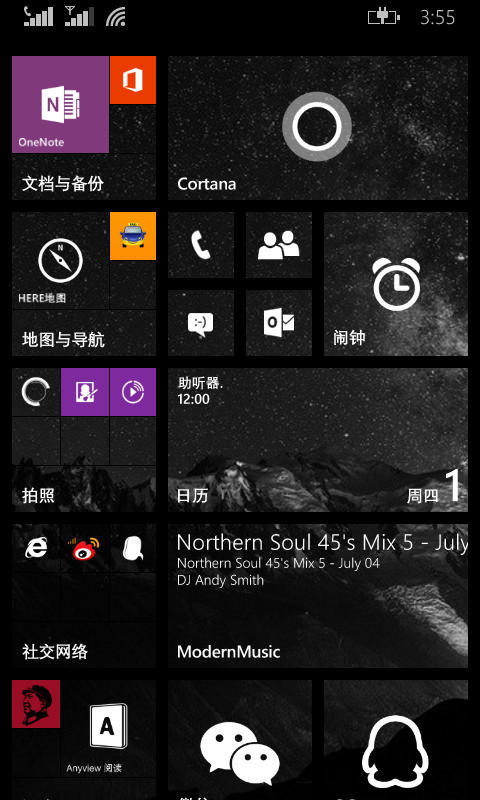 3:55
OneNote
文档与备份
Cortana
HERE地图
地图与导航
:-)
闹钟
拍照
助听器.
12:00
日历
周四 1
社交网络
Northern Soul 45's Mix 5 - July
Northern Soul 45's Mix 5 - July 04
DJ Andy Smith
ModernMusic
A
Anyview 阅读